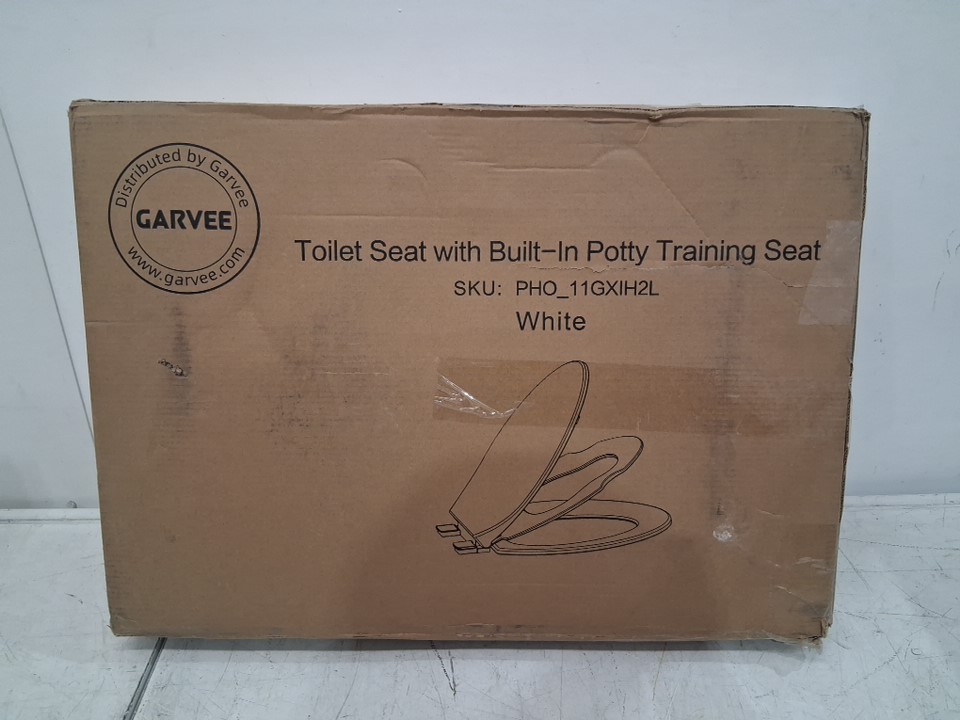 Distributed by Garvee
GARVEE
www.garvee.com
Toilet Seat with Built-In Potty Training Seat
SKU: PHO_11GXIH2L
White